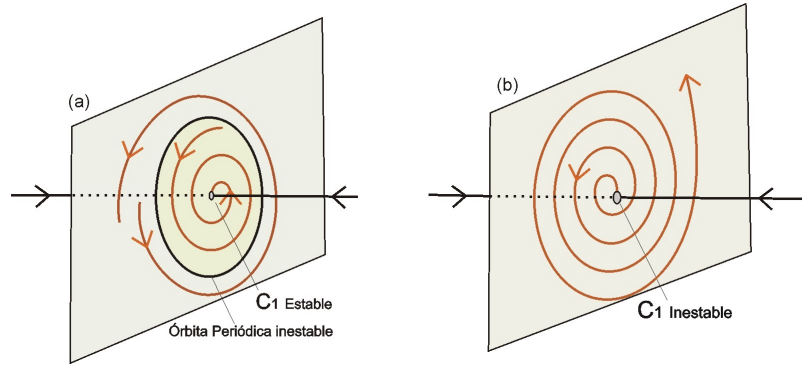 (a)
C1 Estable
Órbita Periódica inestable
(b)
C1 Inestable